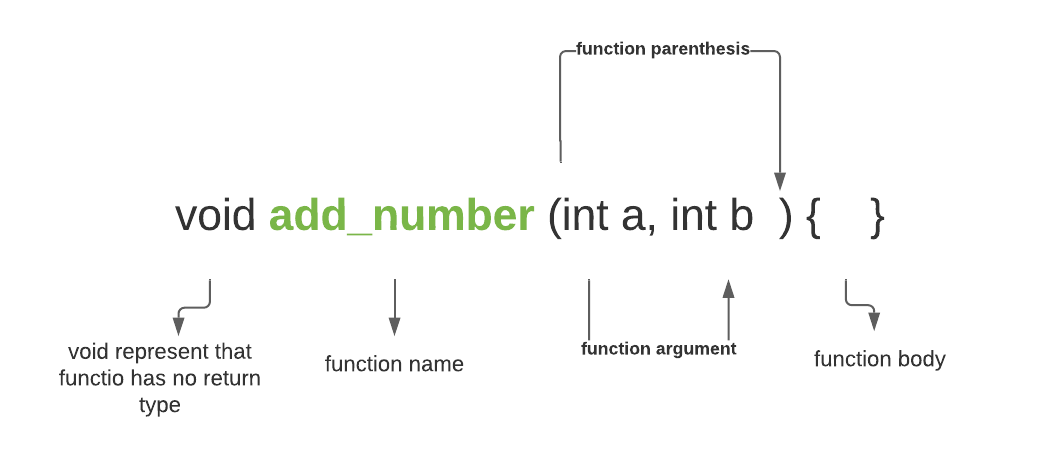 function parenthesis
void add_number (int a, int b ) { }
void represent that
functio has no return
type
function name
function argument
function body